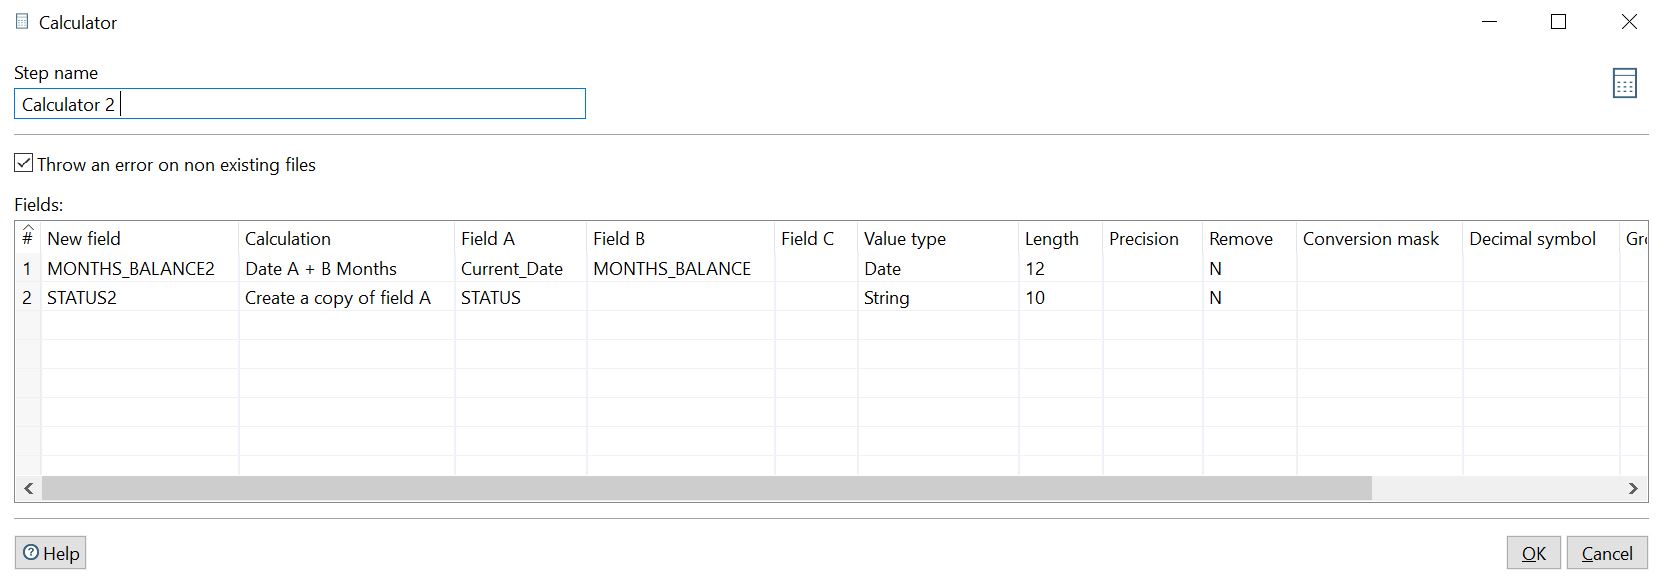 Calculator
Step name
Calculator 2
Throw an error on non existing files
Fields:
# New field Calculation Field A Field B Field C Value type Length Precision Remove Conversion mask Decimal symbol Gr
1 MONTHS_BALANCE2 Date A + B Months Current_Date MONTHS_BALANCE Date 12 N
2 STATUS2 Create a copy of field A STATUS String 10 N
Help OK Cancel